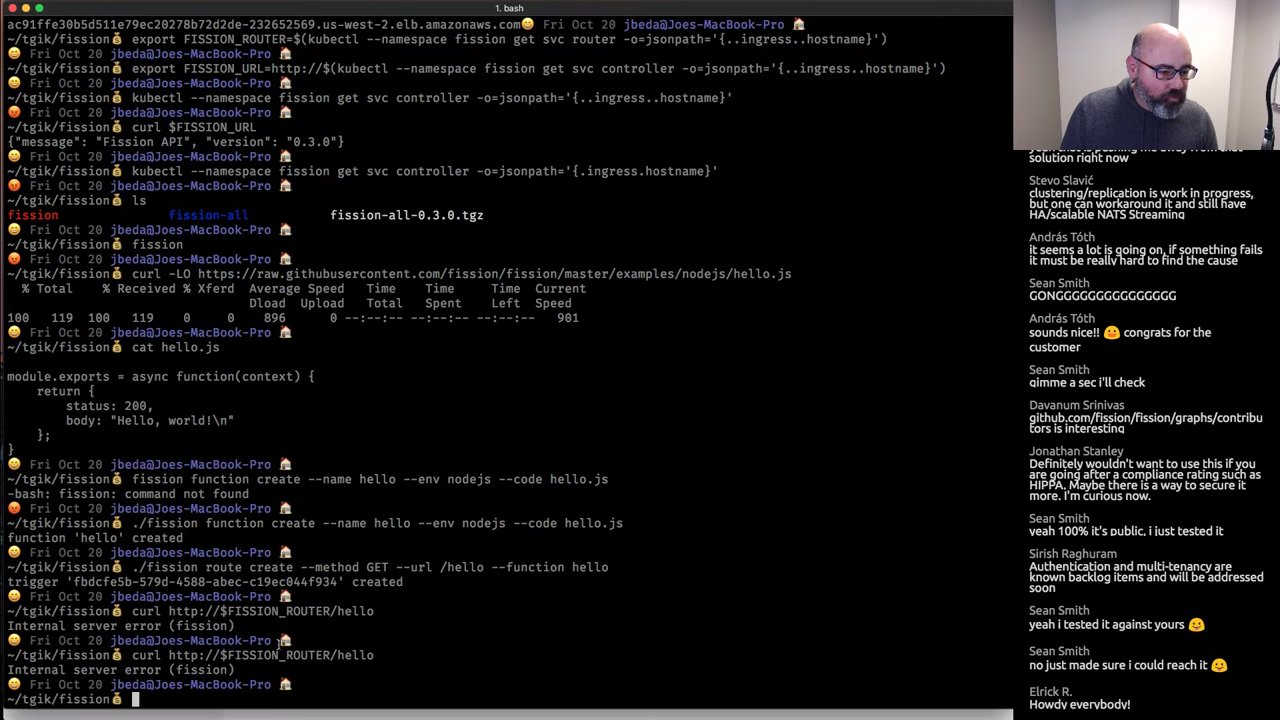 1. bash
ac91ffe30b5d511e79ec20278b72d2de-232652569.us-west-2.elb.amazonaws.com😀 Fri Oct 20 jbeda@Joes-MacBook-Pro 🏠
~/tgik/fission💰 export FISSION_ROUTER=$(kubectl --namespace fission get svc router -o=jsonpath='{..ingress..hostname}')
😀 Fri Oct 20 jbeda@Joes-MacBook-Pro 🏠
~/tgik/fission💰 export FISSION_URL=http://$(kubectl --namespace fission get svc controller -o=jsonpath='{..ingress..hostname}')
😀 Fri Oct 20 jbeda@Joes-MacBook-Pro 🏠
~/tgik/fission💰 kubectl --namespace fission get svc controller -o=jsonpath='{..ingress..hostname}'
😡 Fri Oct 20 jbeda@Joes-MacBook-Pro 🏠
~/tgik/fission💰 curl $FISSION_URL
{"message": "Fission API", "version": "0.3.0"}
😀 Fri Oct 20 jbeda@Joes-MacBook-Pro 🏠
~/tgik/fission💰 kubectl --namespace fission get svc controller -o=jsonpath='{.ingress.hostname}'
😡 Fri Oct 20 jbeda@Joes-MacBook-Pro 🏠
~/tgik/fission💰 ls
fission fission-all fission-all-0.3.0.tgz
😀 Fri Oct 20 jbeda@Joes-MacBook-Pro 🏠
~/tgik/fission💰 fission
😡 Fri Oct 20 jbeda@Joes-MacBook-Pro 🏠
~/tgik/fission💰 curl -LO https://raw.githubusercontent.com/fission/fission/master/examples/nodejs/hello.js
% Total % Received % Xferd Average Speed Time Time Time Current
Dload Upload Total Spent Left Speed
100 119 100 119 0 0 896 0 --:--:-- --:--:-- --:--:-- 901
😀 Fri Oct 20 jbeda@Joes-MacBook-Pro 🏠
~/tgik/fission💰 cat hello.js
module.exports = async function(context) {
return {
status: 200,
body: "Hello, world!\n"
};
}
😀 Fri Oct 20 jbeda@Joes-MacBook-Pro 🏠
~/tgik/fission💰 fission function create --name hello --env nodejs --code hello.js
-bash: fission: command not found
😡 Fri Oct 20 jbeda@Joes-MacBook-Pro 🏠
~/tgik/fission💰 ./fission function create --name hello --env nodejs --code hello.js
function 'hello' created
😀 Fri Oct 20 jbeda@Joes-MacBook-Pro 🏠
~/tgik/fission💰 ./fission route create --method GET --url /hello --function hello
trigger 'fbdcfe5b-579d-4588-abec-c19ec044f934' created
😀 Fri Oct 20 jbeda@Joes-MacBook-Pro 🏠
~/tgik/fission💰 curl http://$FISSION_ROUTER/hello
Internal server error (fission)
😀 Fri Oct 20 jbeda@Joes-MacBook-Pro 🏠
~/tgik/fission💰 curl http://$FISSION_ROUTER/hello
Internal server error (fission)
😀 Fri Oct 20 jbeda@Joes-MacBook-Pro 🏠
~/tgik/fission💰
solution right now
Stevo Slavić
clustering/replication is work in progress,
but one can workaround it and still have
HA/scalable NATS Streaming
András Tóth
it seems a lot is going on, if something fails
it must be really hard to find the cause
Sean Smith
GONGGGGGGGGGGGGGGG
András Tóth
sounds nice!! 😛 congrats for the
customer
Sean Smith
gimme a sec i'll check
Davanum Srinivas
github.com/fission/fission/graphs/contribu
tors is interesting
Jonathan Stanley
Definitely wouldn't want to use this if you
are going after a compliance rating such as
HIPPA. Maybe there is a way to secure it
more. I'm curious now.
Sean Smith
yeah 100% it's public, i just tested it
Sirish Raghuram
Authentication and multi-tenancy are
known backlog items and will be addressed
soon
Sean Smith
yeah i tested it against yours 😛
Sean Smith
no just made sure i could reach it 😛
Elrick R.
Howdy everybody!